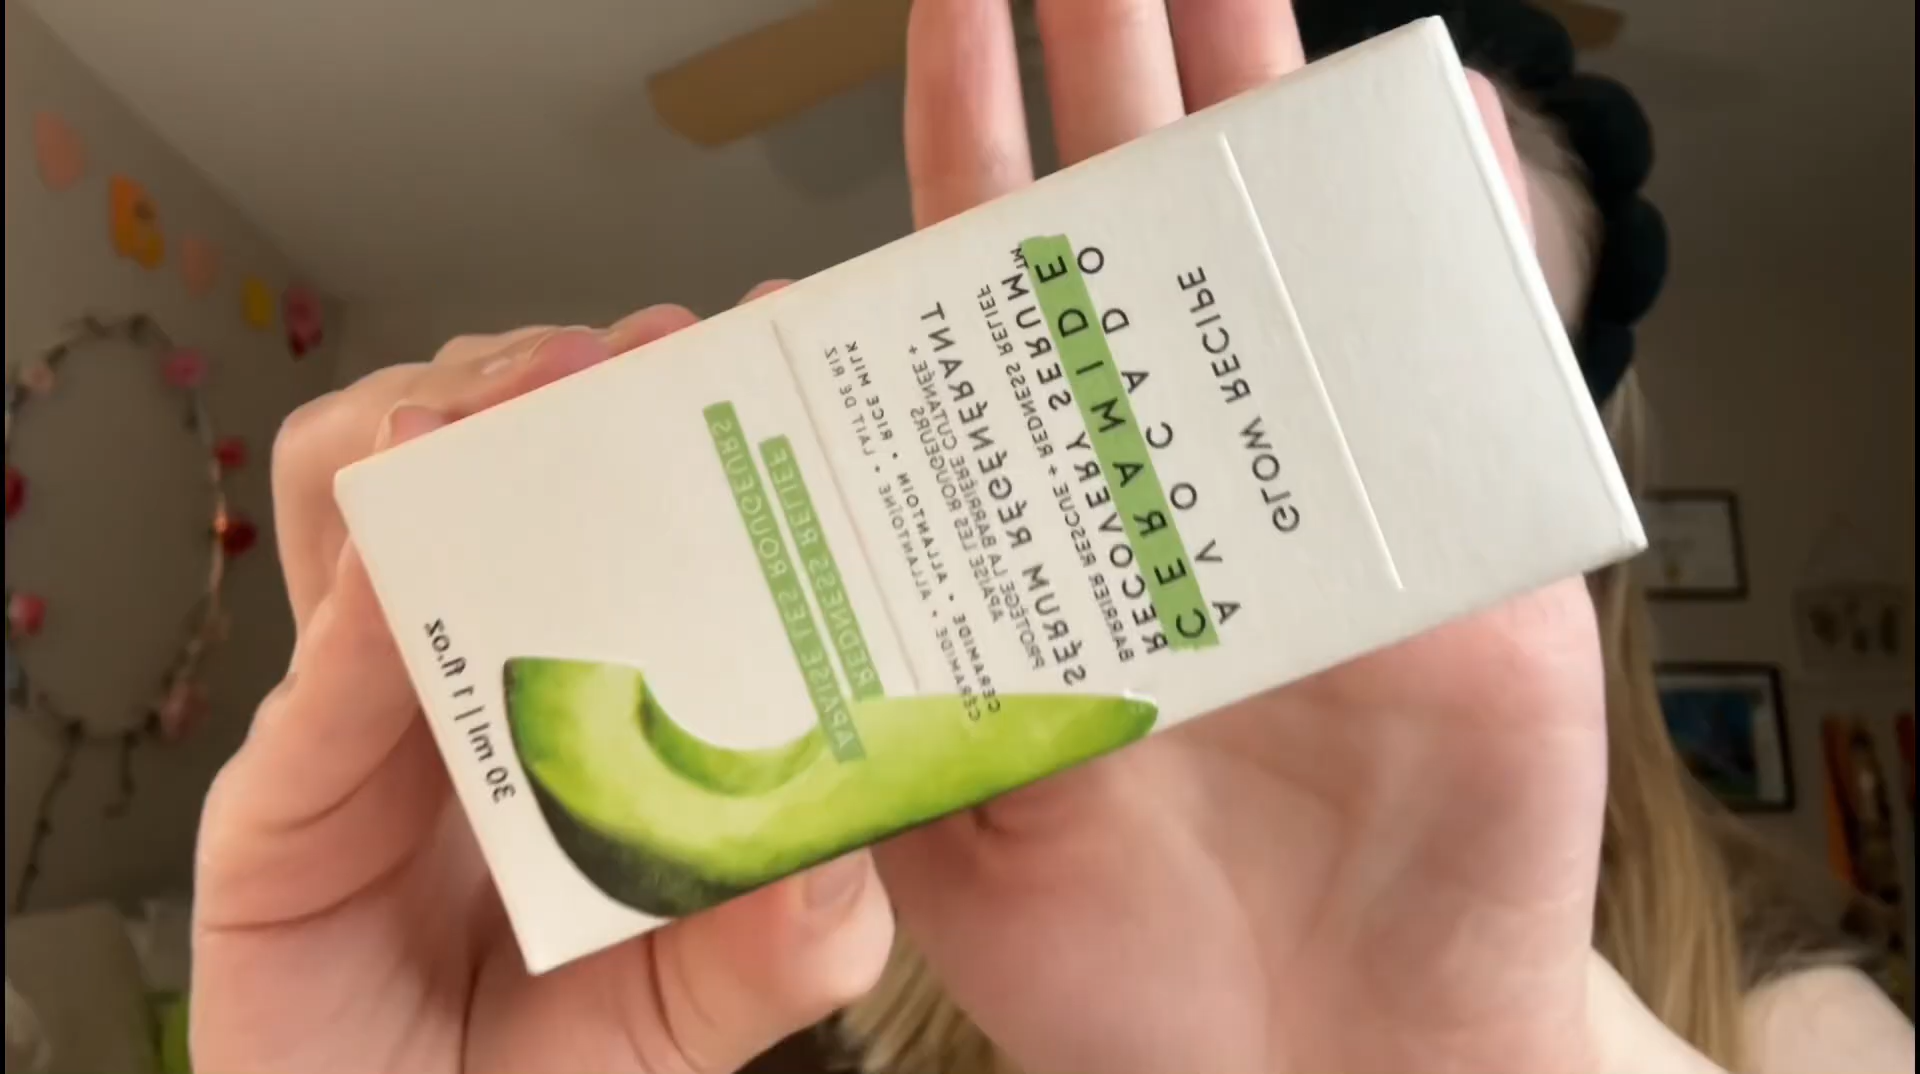 GLOW RECIPE
AVOCADO
CERAMIDE
RECOVERY SERUM™
BARRIER RESCUE + REDNESS RELIEF
SÉRUM RÉGÉNÉRANT
PROTÈGE LA BARRIÈRE CUTANÉE +
APAISE LES ROUGEURS
CERAMIDE • ALLANTOIN • RICE MILK
CÉRAMIDE • ALLANTOÏNE • LAIT DE RIZ
REDNESS RELIEF
APAISE LES ROUGEURS
30 ml | 1 fl.oz